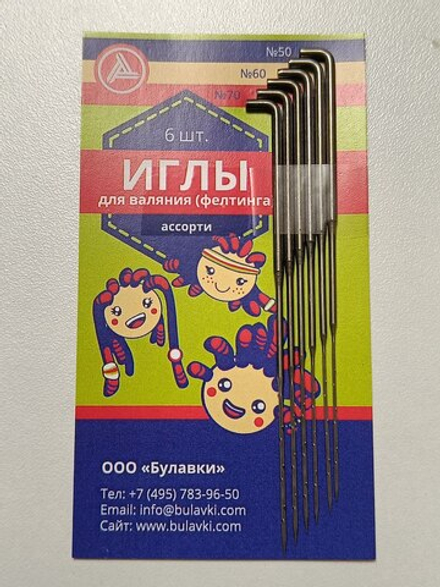 №50
№60
№70
6 шт.
ИГЛЫ
для валяния (фелтинга
ассорти
ООО «Булавки»
Тел: +7 (495) 783-96-50
Email: info@bulavki.com
Сайт: www.bulavki.com